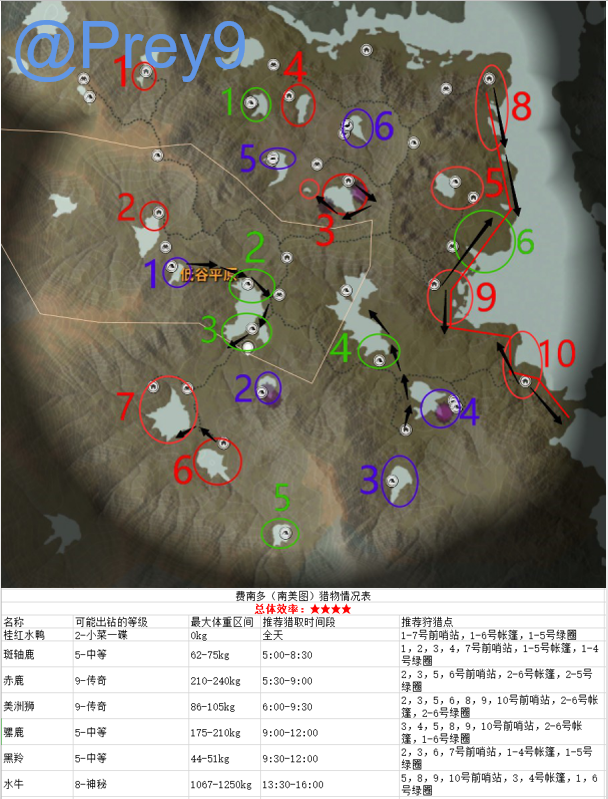 @Prey9
1
4
1
6
8
5
5
2
3
6
1
低谷平原
2
9
3
4
10
2
7
4
6
3
5
费南多（南美图）猎物情况表
总体效率：★★★★
名称 可能出钻的等级 最大体重区间 推荐猎取时间段 推荐狩猎点
桂红水鸭 2-小菜一碟 0kg 全天 1-7号前哨站，1-6号帐篷，1-5号绿圈
斑轴鹿 5-中等 62-75kg 5:00-8:30 1，2，3，4，7号前哨站，1-5号帐篷，1-4
号绿圈
赤鹿 9-传奇 210-240kg 5:30-9:00 2，3，5，6号前哨站，2-6号帐篷，2-5号
绿圈
美洲狮 9-传奇 86-105kg 6:00-9:30 2，3，5，6，8，9，10号前哨站，2-6号帐
篷，2-6号绿圈
骡鹿 5-中等 175-210kg 9:00-12:00 3，4，5，8，9，10号前哨站，2-6号帐
篷，1-6号绿圈
黑羚 5-中等 44-51kg 9:30-12:00 2，3，6，7号前哨站，1-4号帐篷，1-5号
绿圈
水牛 8-神秘 1067-1250kg 13:30-16:00 5，8，9，10号前哨站，3，4号帐篷，1，6
号绿圈